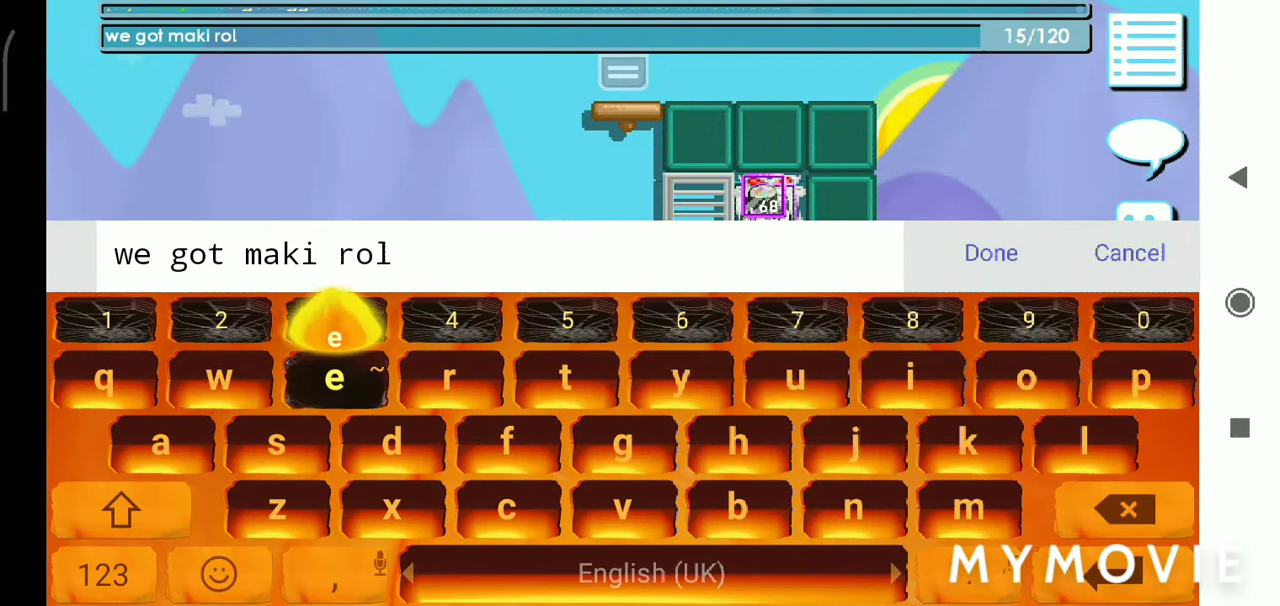 we got maki rol
15/120
68
we got maki rol
Done
Cancel
1 2 e 4 5 6 7 8 9 0
q w e ~ r t y u i o p
a s d f g h j k l
z x c v b n m
123 , English (UK) .
MYMOVIE